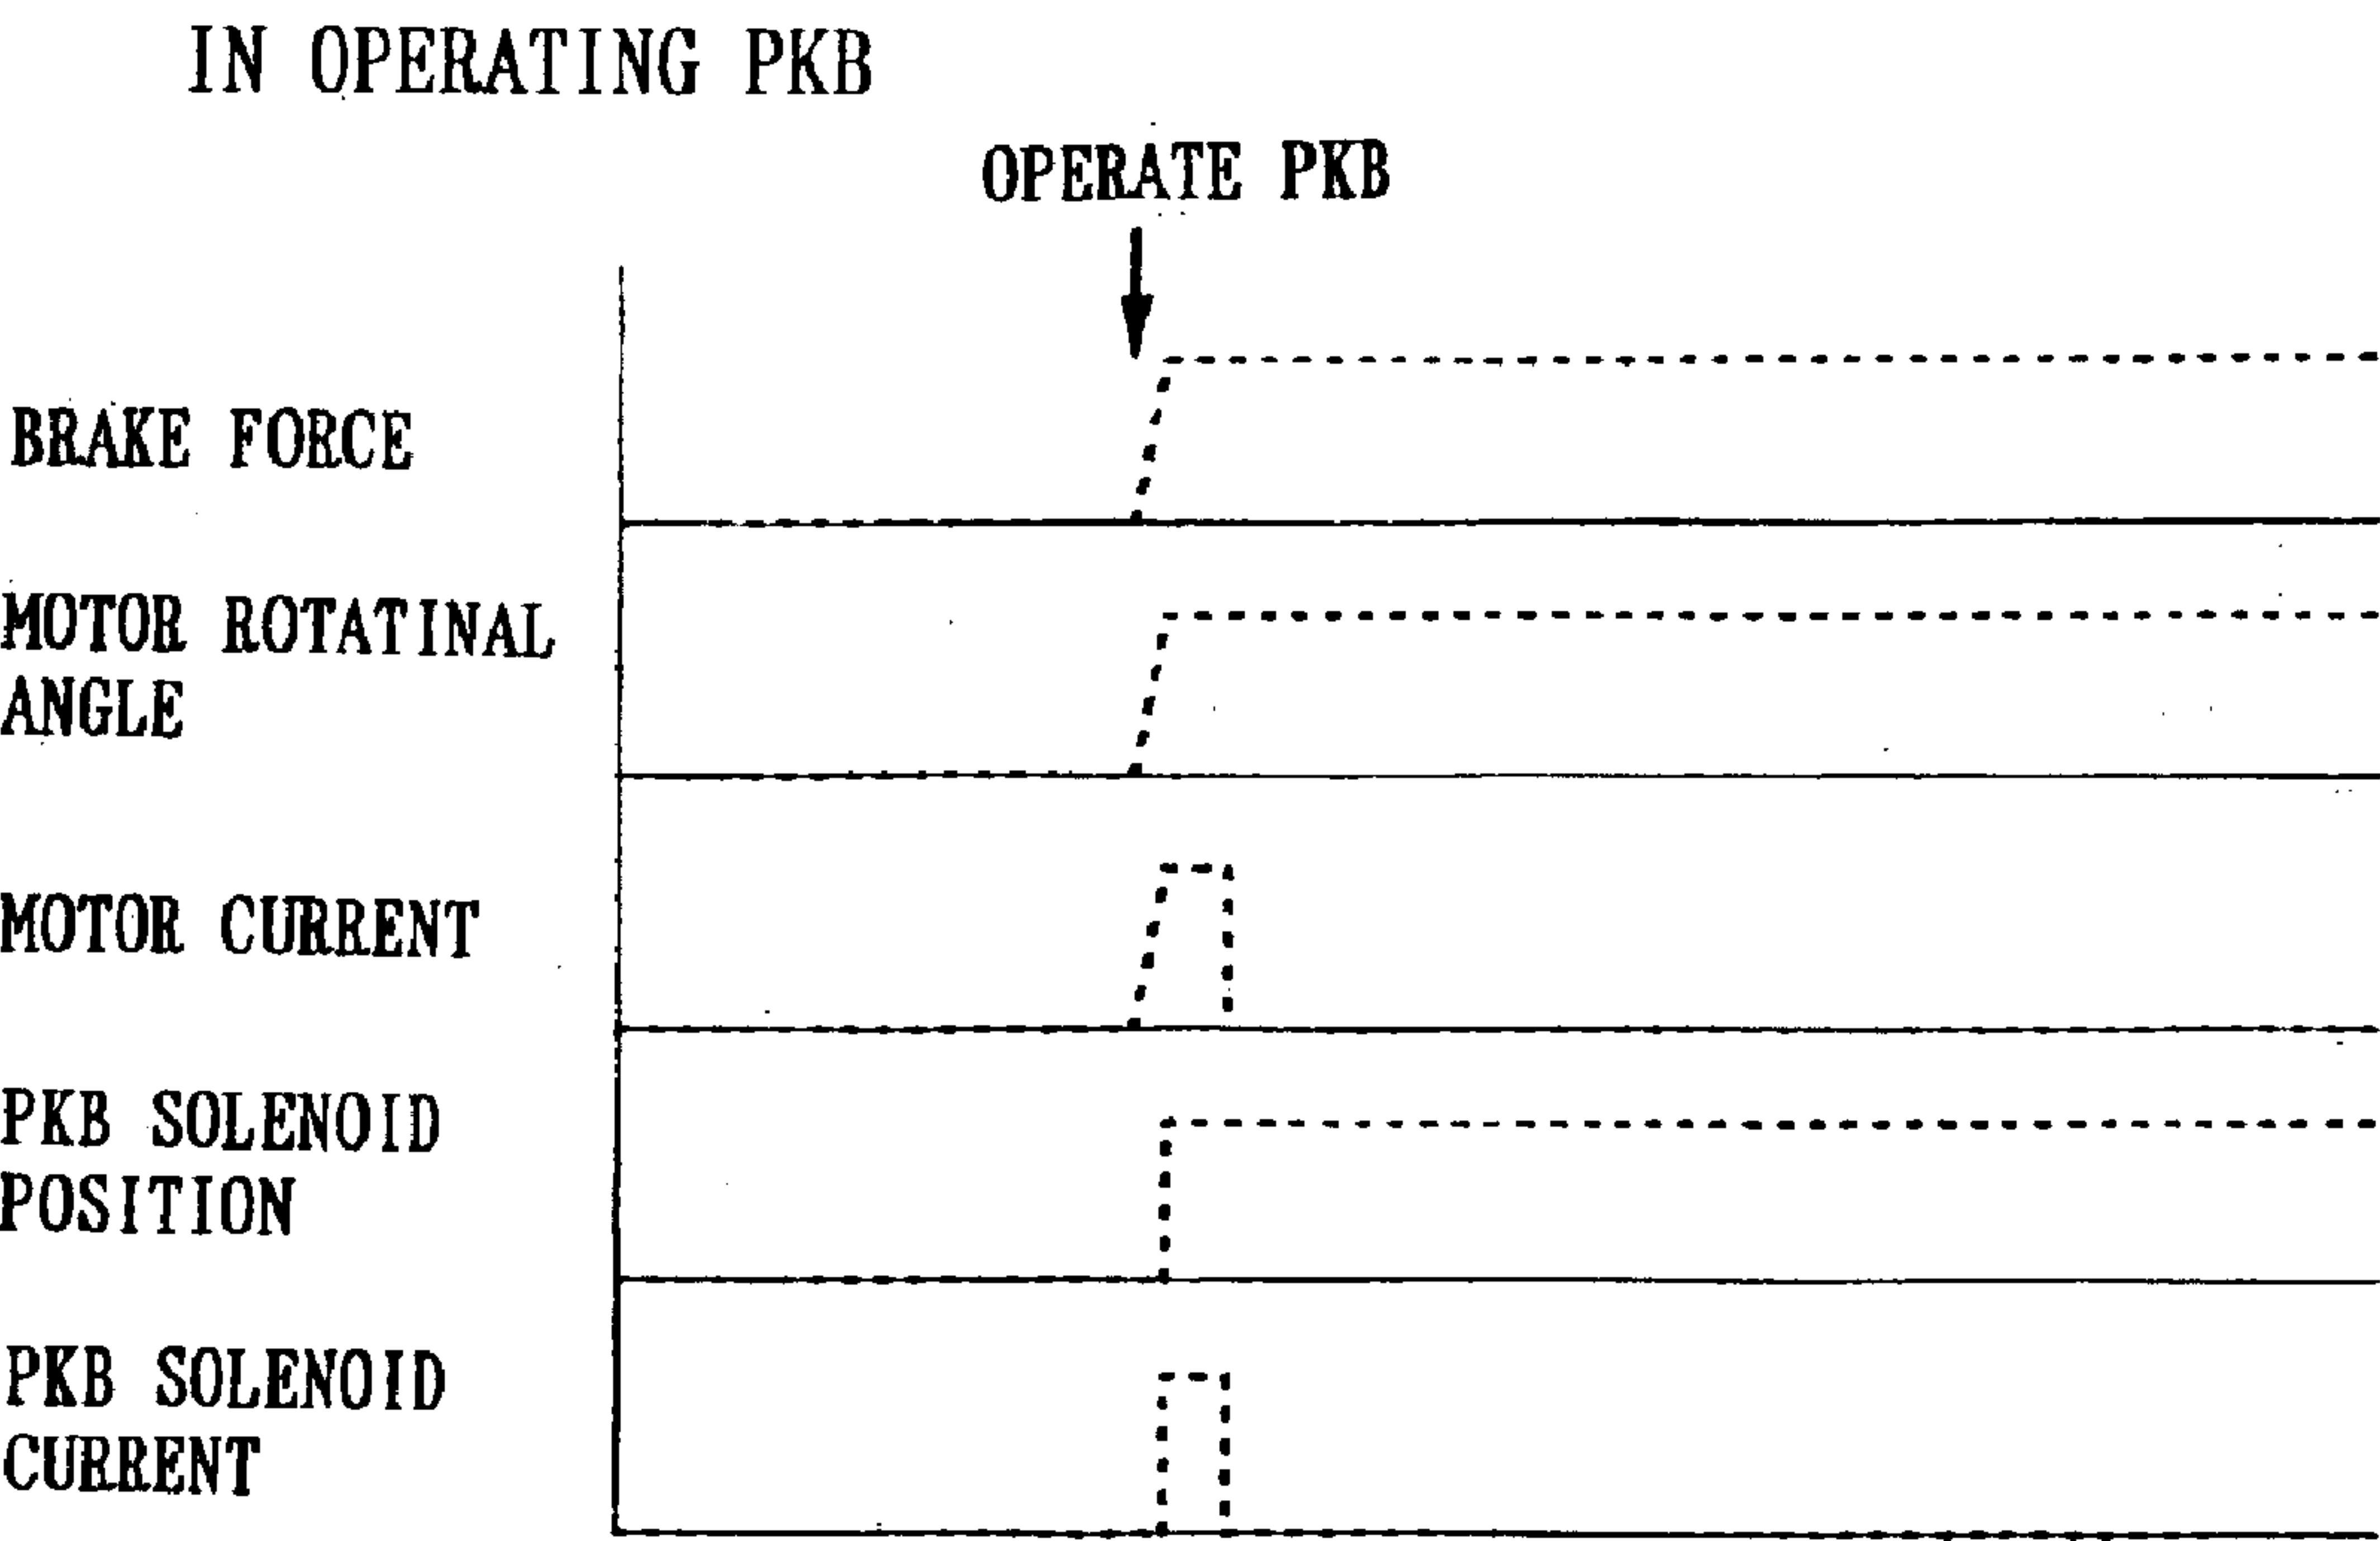 IN OPERATING PKB
OPERATE PKB
BRAKE FORCE
MOTOR ROTATINAL
ANGLE
MOTOR CURRENT
PKB SOLENOID
POSITION
PKB SOLENOID
CURRENT